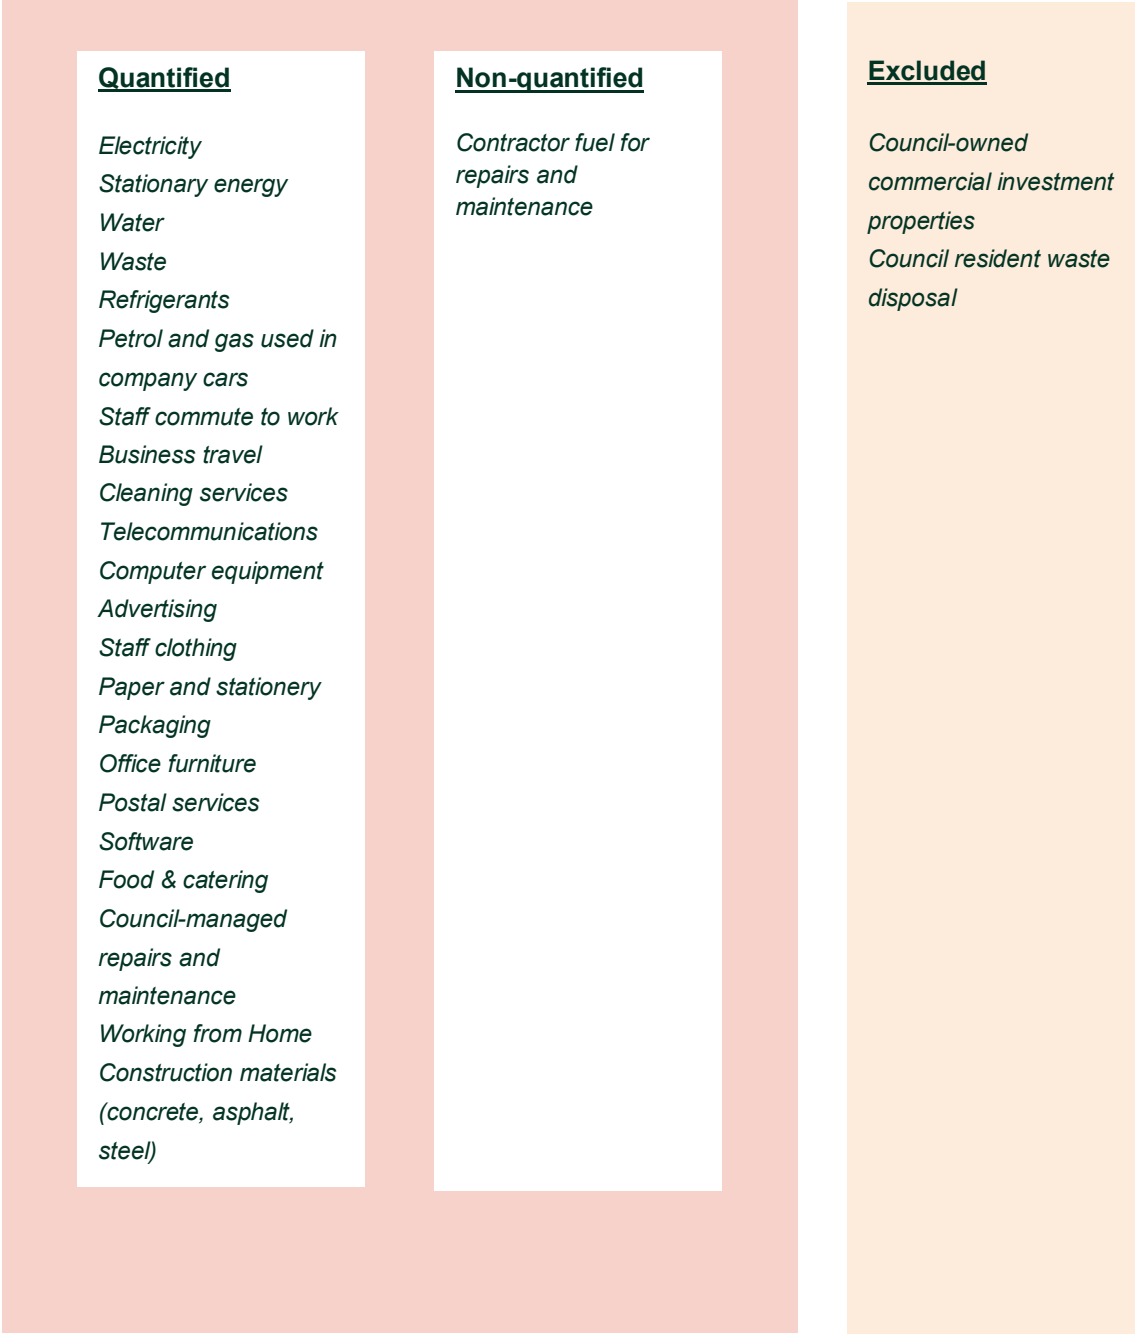 Quantified
Electricity
Stationary energy
Water
Waste
Refrigerants
Petrol and gas used in
company cars
Staff commute to work
Business travel
Cleaning services
Telecommunications
Computer equipment
Advertising
Staff clothing
Paper and stationery
Packaging
Office furniture
Postal services
Software
Food & catering
Council-managed
repairs and
maintenance
Working from Home
Construction materials
(concrete, asphalt,
steel)
Non-quantified
Contractor fuel for
repairs and
maintenance
Excluded
Council-owned
commercial investment
properties
Council resident waste
disposal